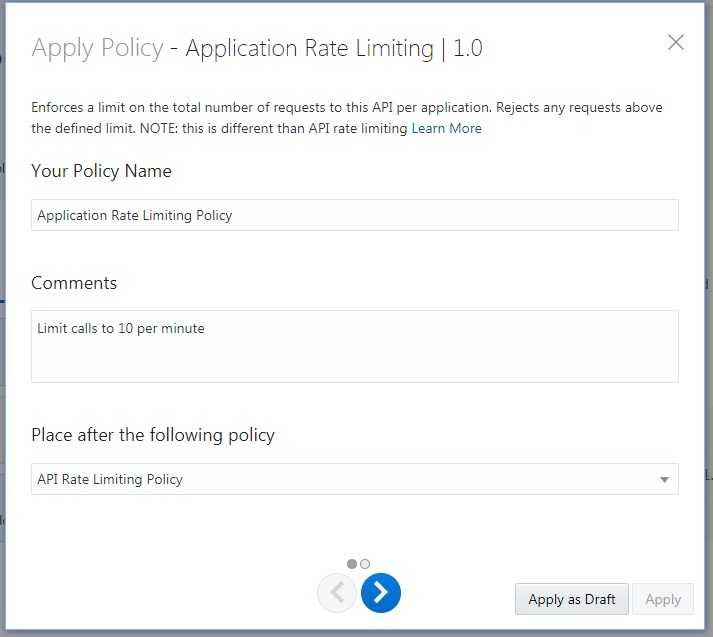 Apply Policy - Application Rate Limiting | 1.0
Enforces a limit on the total number of requests to this API per application. Rejects any requests above
the defined limit. NOTE: this is different than API rate limiting Learn More
Your Policy Name
Application Rate Limiting Policy
Comments
Limit calls to 10 per minute
Place after the following policy
API Rate Limiting Policy
Apply as Draft
Apply